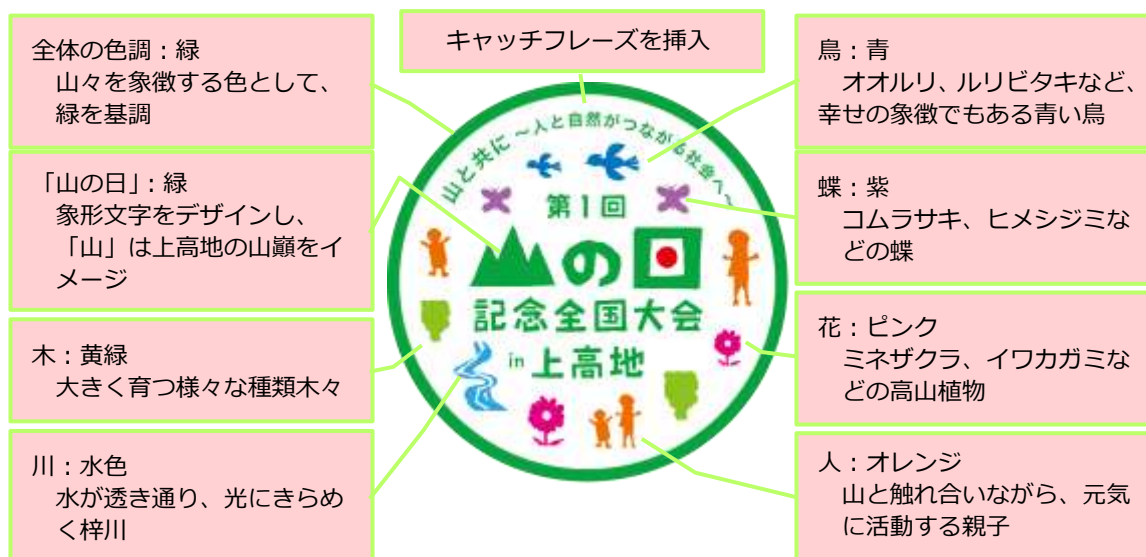 キャッチフレーズを挿入
全体の色調：緑
山々を象徴する色として、
緑を基調
「山の日」：緑
象形文字をデザインし、
「山」は上高地の山巓をイ
メージ
木：黄緑
大きく育つ様々な種類木々
川：水色
水が透き通り、光にきらめ
く梓川
山と共に ～人と自然がつながる社会へ～
第1回
山の日
記念全国大会
in 上高地
鳥：青
オオルリ、ルリビタキなど、
幸せの象徴でもある青い鳥
蝶：紫
コムラサキ、ヒメシジミな
どの蝶
花：ピンク
ミネザクラ、イワカガミな
どの高山植物
人：オレンジ
山と触れ合いながら、元気
に活動する親子